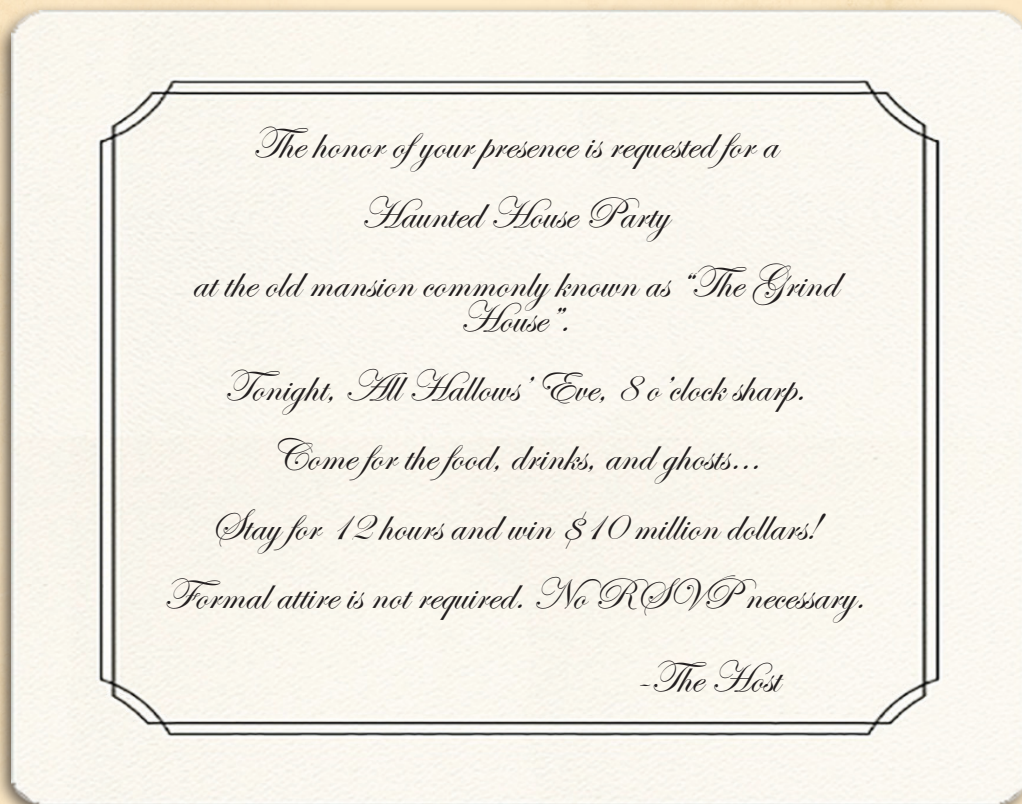 The honor of your presence is requested for a
Haunted House Party
at the old mansion commonly known as “The Grind
House”.
Tonight, All Hallows’ Eve, 8 o’clock sharp.
Come for the food, drinks, and ghosts...
Stay for 12 hours and win $10 million dollars!
Formal attire is not required. No RSVP necessary.
-The Host